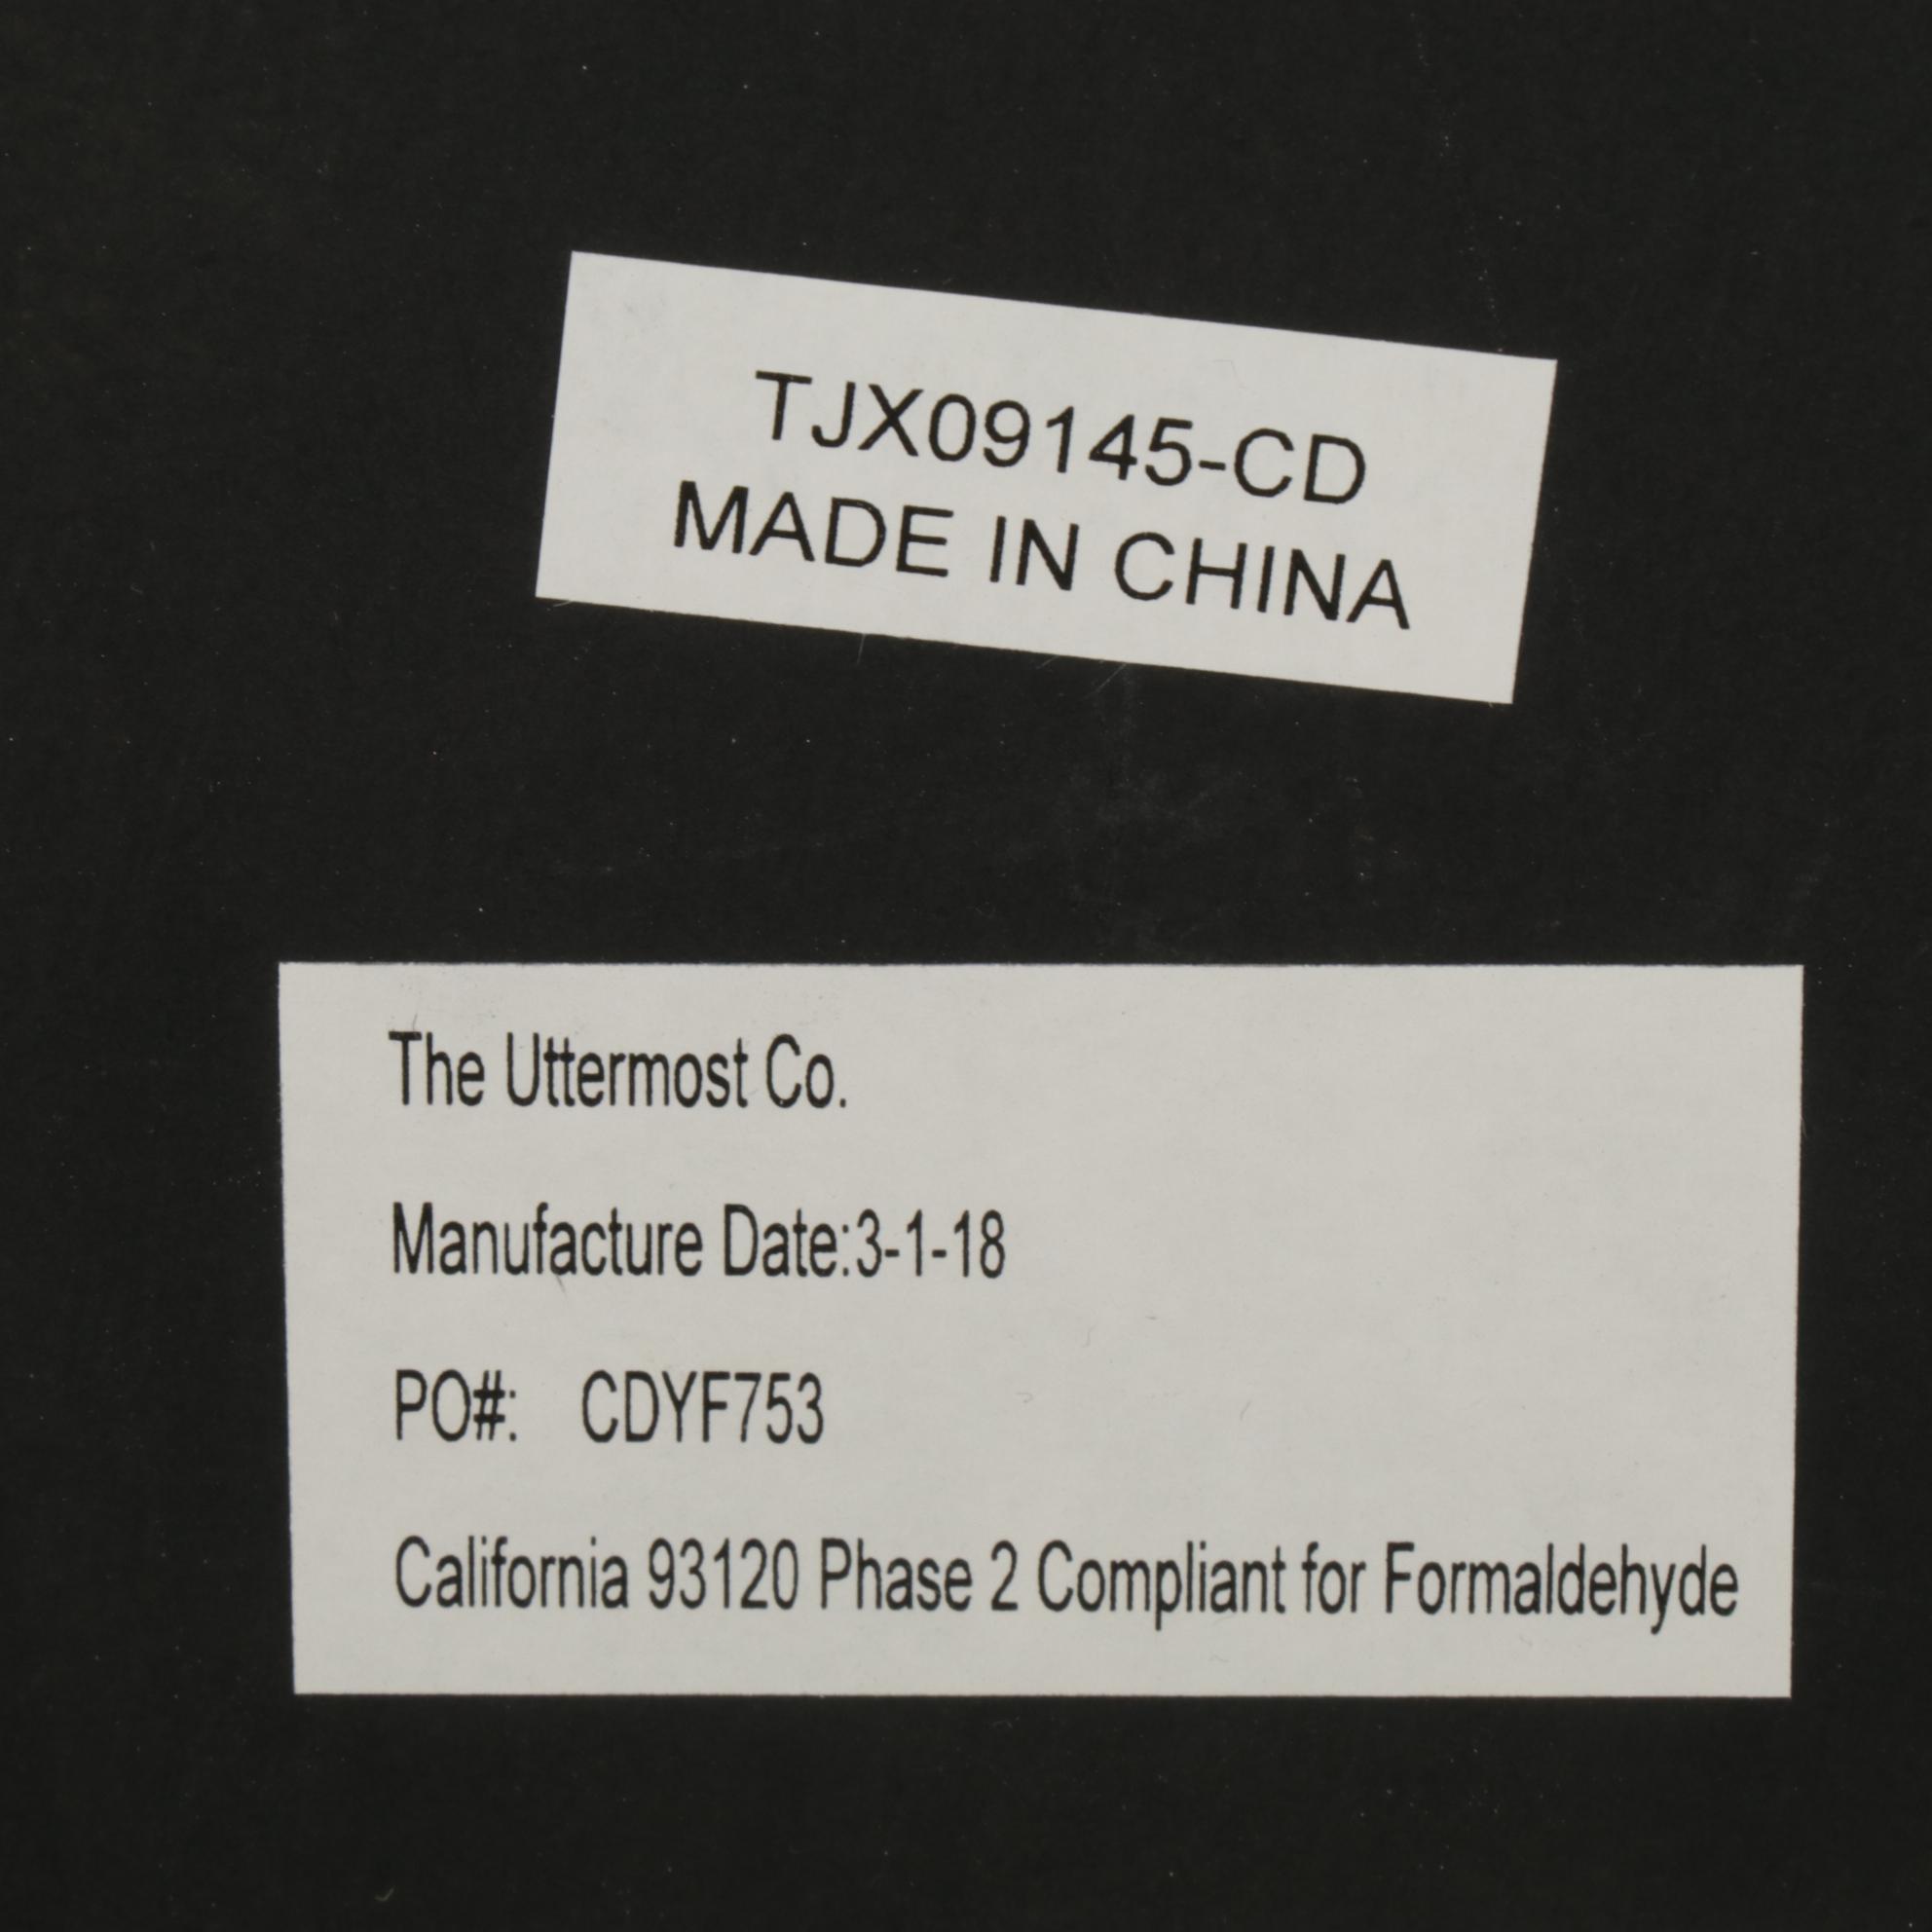 TJX09145-CD
MADE IN CHINA
The Uttermost Co.
Manufacture Date:3-1-18
PO#: CDYF753
California 93120 Phase 2 Compliant for Formaldehyde